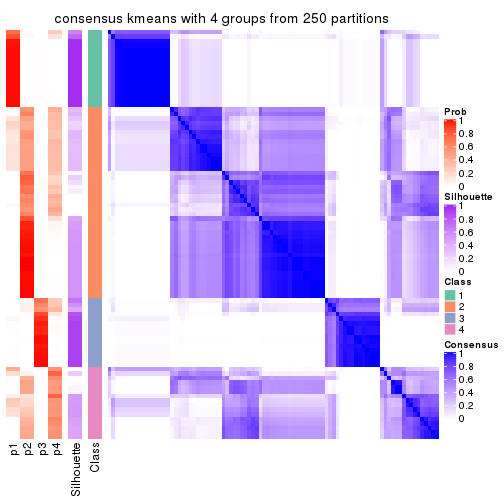 consensus kmeans with 4 groups from 250 partitions
Prob
1
0.8
0.6
0.4
0.2
0
Silhouette
1
0.8
0.6
0.4
0.2
0
Class
1
2
3
4
Consensus
1
0.8
0.6
0.4
0.2
0
p1
p2
p3
p4
Silhouette
Class